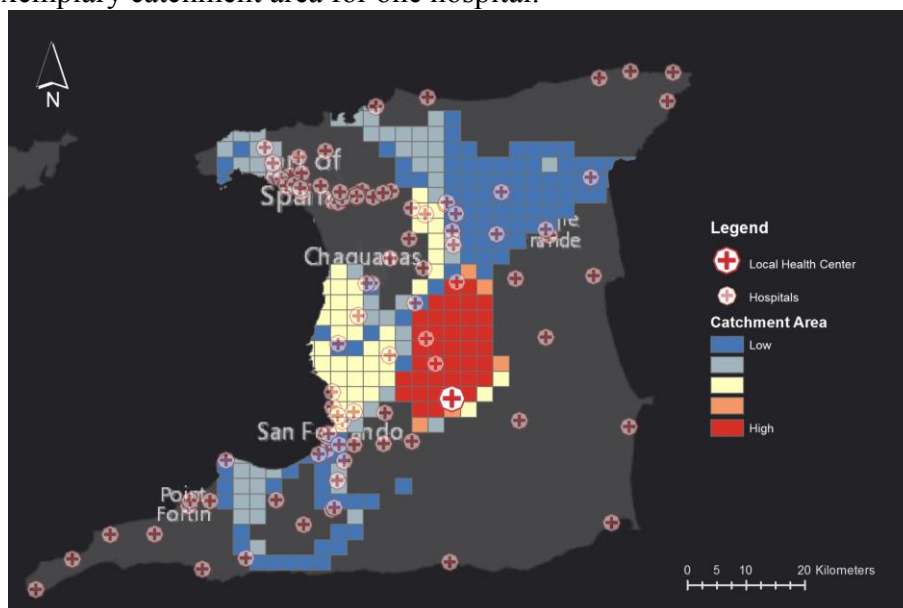 xemplary catchment area for one hospital.
N
Spain
Chaguanas
San Fernando
Point
Fortin
Legend
Local Health Center
Hospitals
Catchment Area
Low
High
0 5 10 20 Kilometers